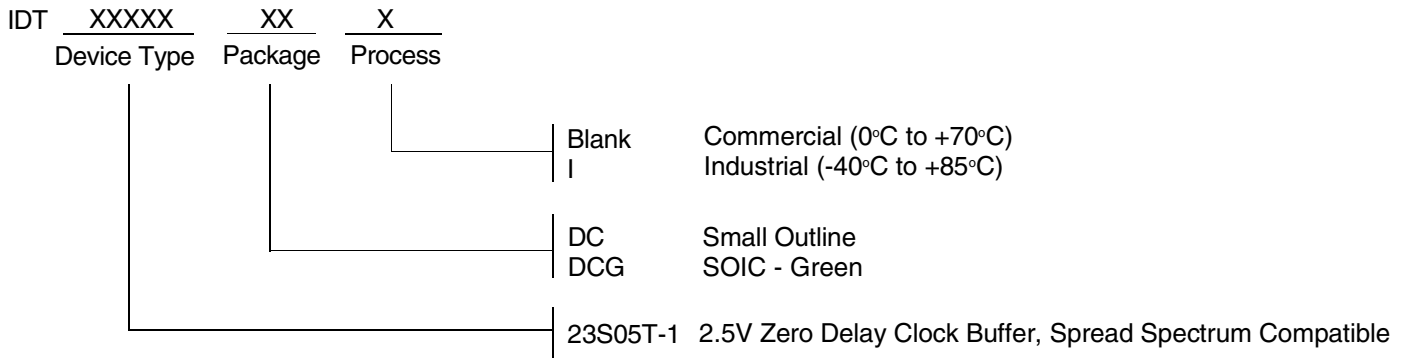 IDT XXXXX XX X
Device Type Package Process
Blank Commercial (0°C to +70°C)
I Industrial (-40°C to +85°C)
DC Small Outline
DCG SOIC - Green
23S05T-1 2.5V Zero Delay Clock Buffer, Spread Spectrum Compatible